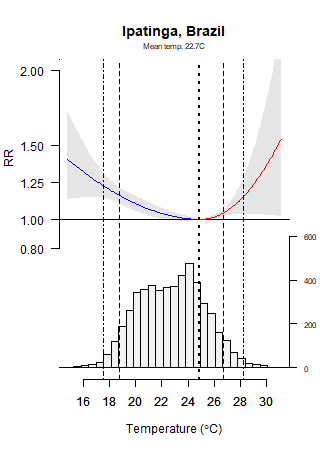 Ipatinga, Brazil
Mean temp. 22.7C
2.00
1.50
1.25
1.00
0.80
RR
600
400
200
0
16 18 20 22 24 26 28 30
Temperature (°C)